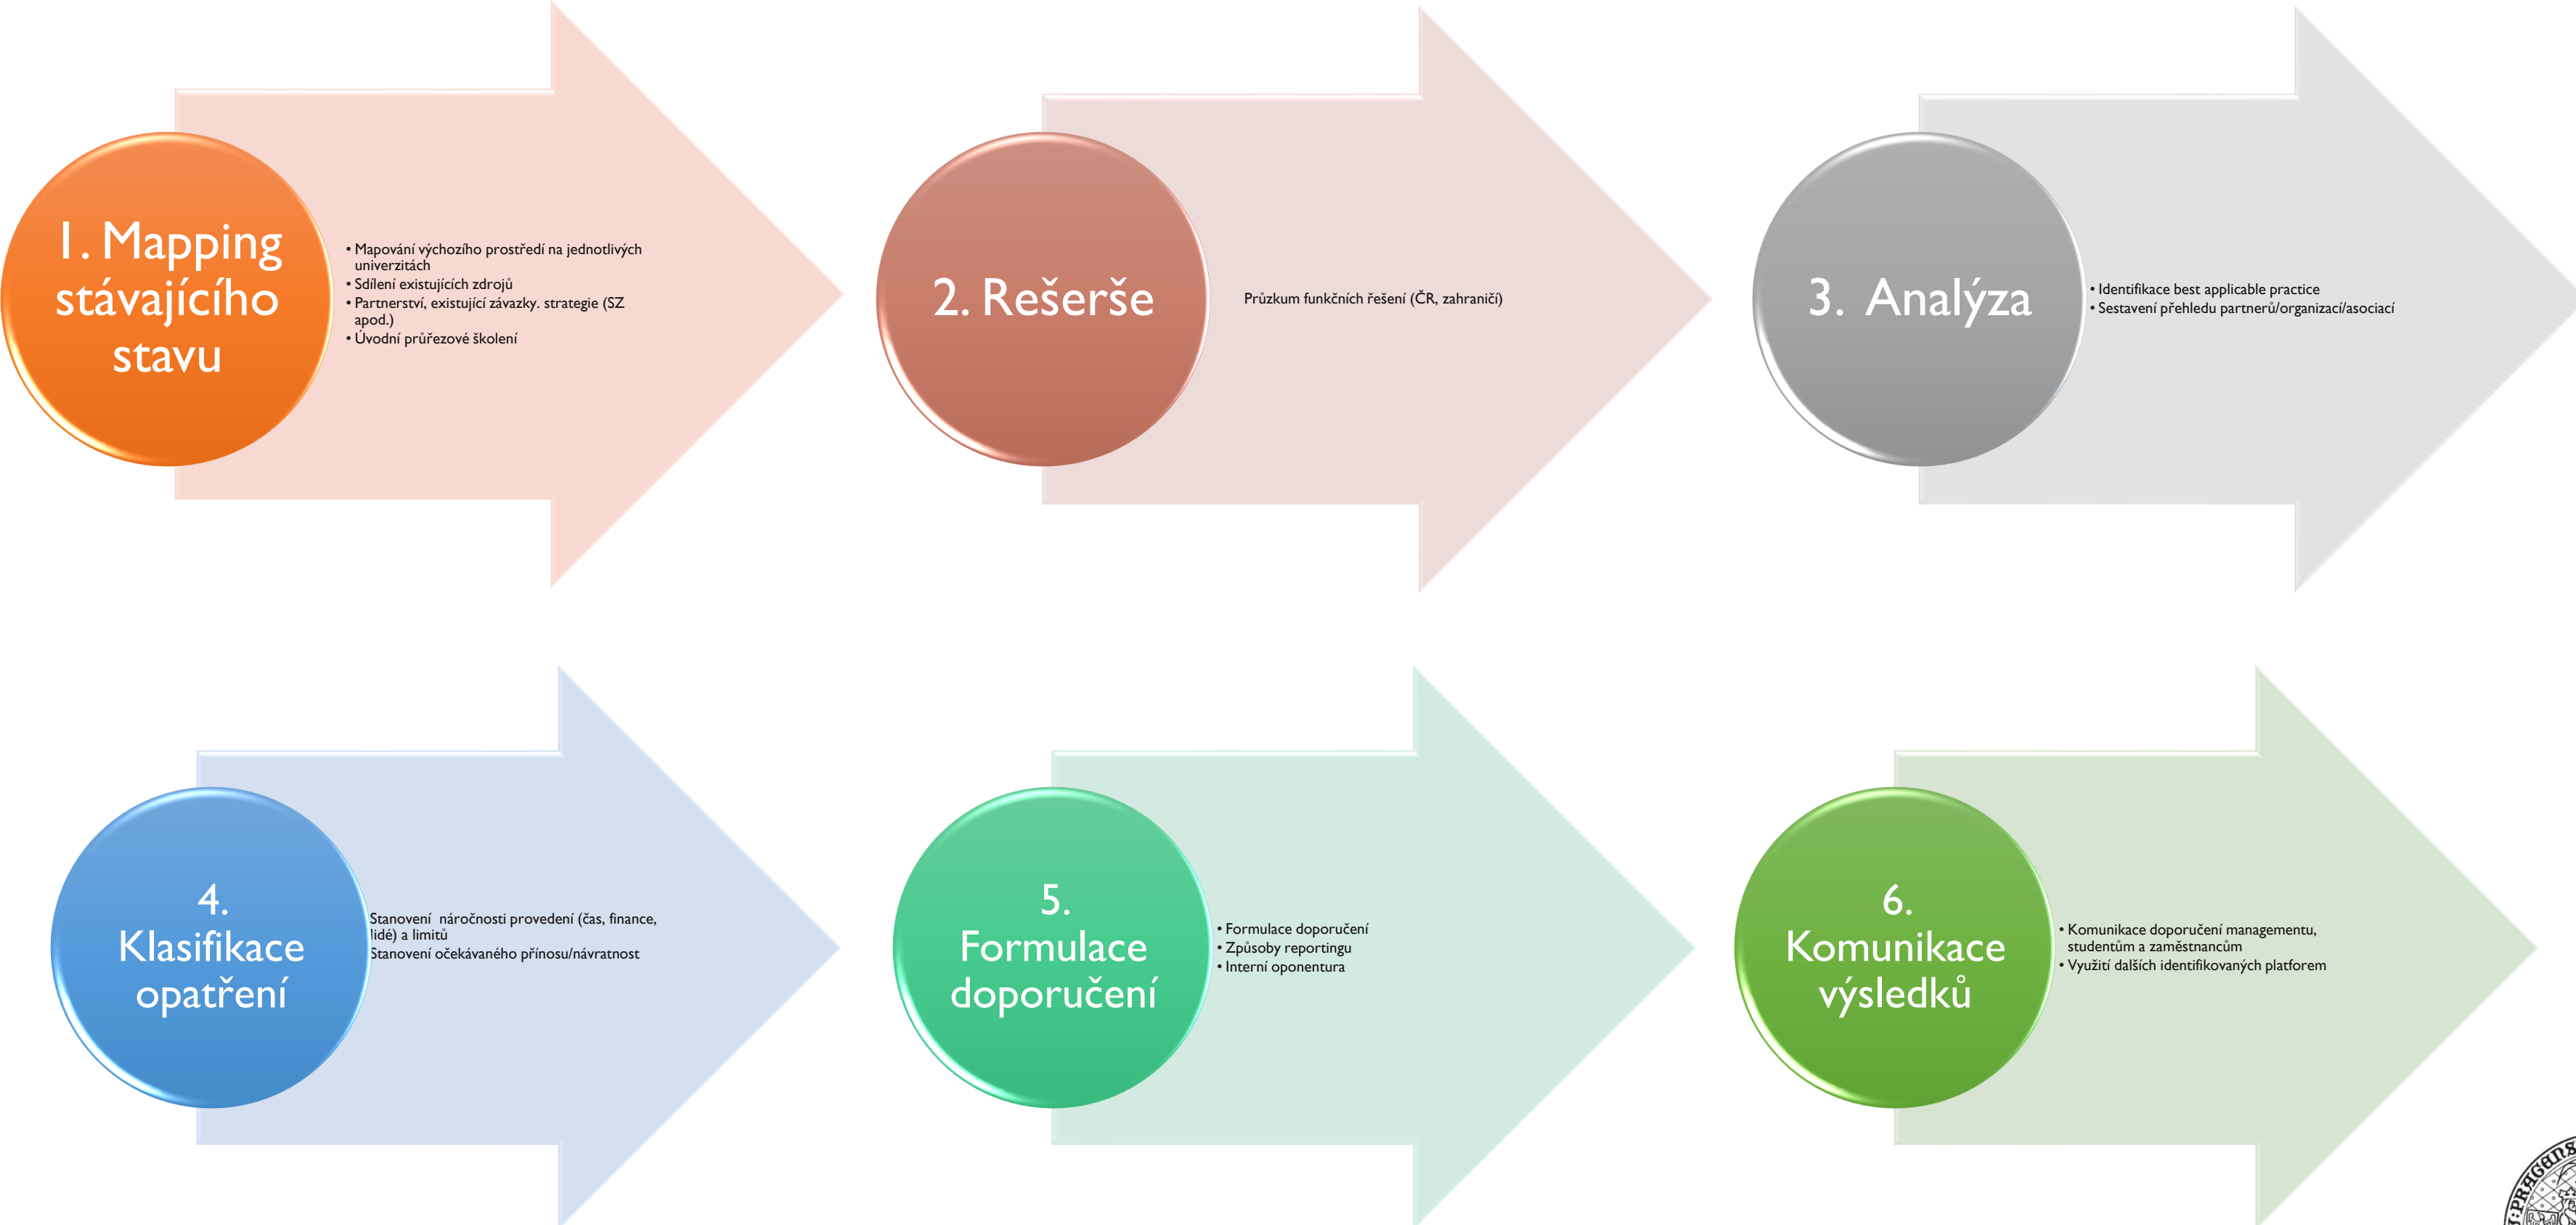 1. Mapping
stávajícího
stavu
• Mapování výchozího prostředí na jednotlivých
univerzitách
• Sdílení existujících zdrojů
• Partnerství, existující závazky. strategie (SZ
apod.)
• Úvodní průřezové školení
2. Rešerše
Průzkum funkčních řešení (ČR, zahraničí)
3. Analýza
• Identifikace best applicable practice
• Sestavení přehledu partnerů/organizací/asociací
4.
Klasifikace
opatření
Stanovení náročnosti provedení (čas, finance,
lidé) a limitů
Stanovení očekávaného přínosu/návratnost
5.
Formulace
doporučení
• Formulace doporučení
• Způsoby reportingu
• Interní oponentura
6.
Komunikace
výsledků
• Komunikace doporučení managementu,
studentům a zaměstnancům
• Využití dalších identifikovaných platforem
:PRAGENS